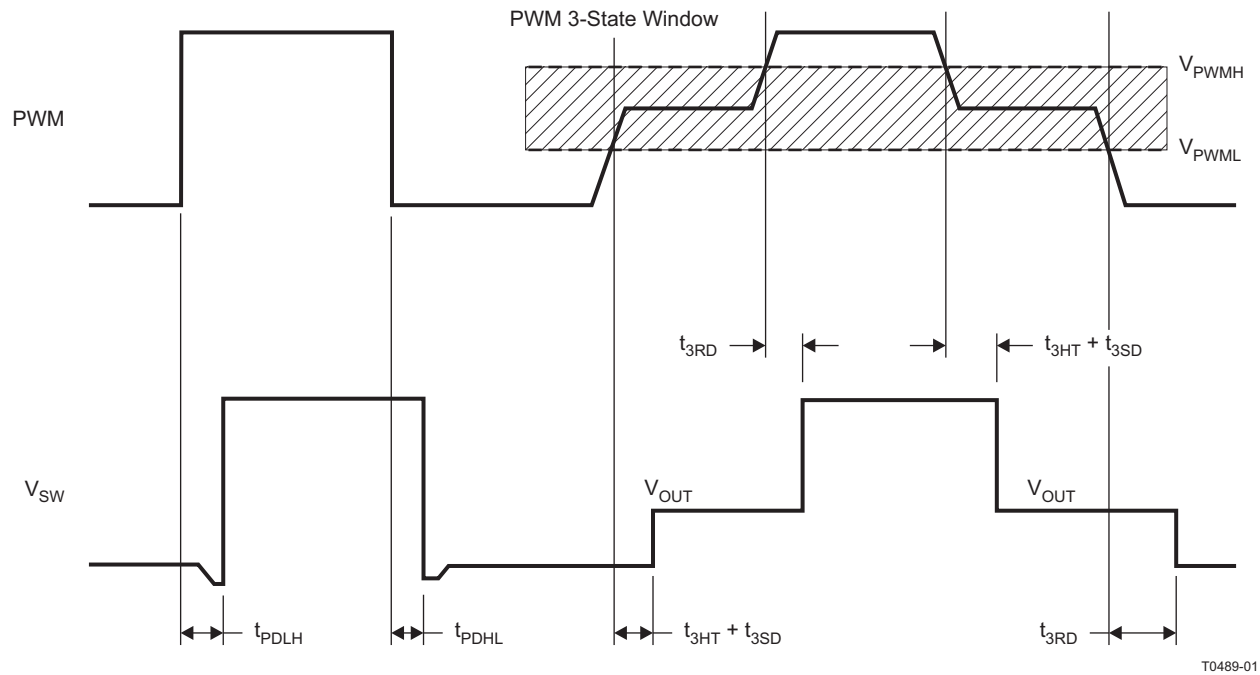 PWM 3-State Window
V_PWMH
PWM
V_PWML
t_3RD
t_3HT + t_3SD
V_SW
V_OUT
V_OUT
t_PDLH
t_PDHL
t_3HT + t_3SD
t_3RD
T0489-01